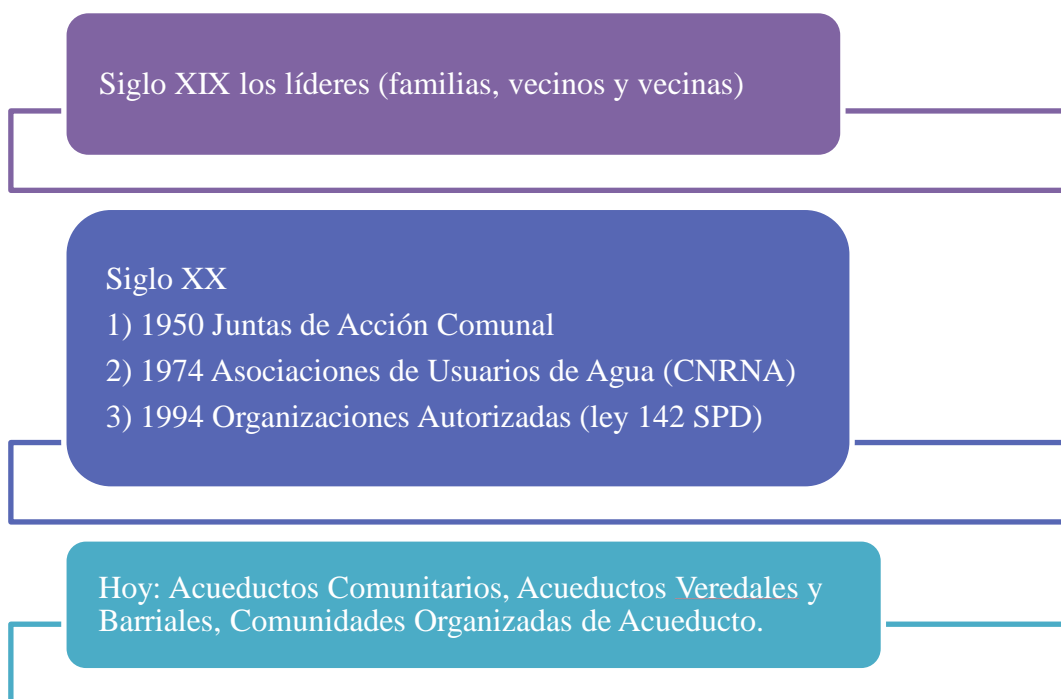 Siglo XIX los líderes (familias, vecinos y vecinas)
Siglo XX
1) 1950 Juntas de Acción Comunal
2) 1974 Asociaciones de Usuarios de Agua (CNRNA)
3) 1994 Organizaciones Autorizadas (ley 142 SPD)
Hoy: Acueductos Comunitarios, Acueductos Veredales y
Barriales, Comunidades Organizadas de Acueducto.